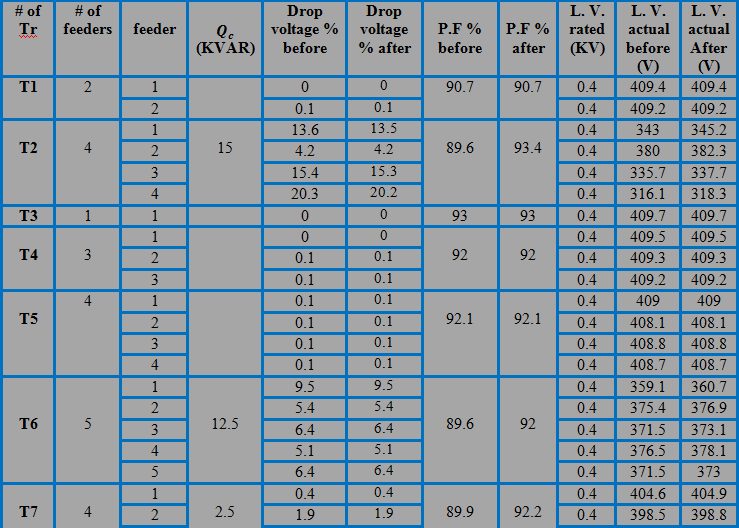 # of Tr # of feeders feeder Qc (KVAR) Drop voltage % before Drop voltage % after P.F % before P.F % after L. V. rated (KV) L. V. actual before (V) L. V. actual After (V)
T1 2 1 0 0 90.7 90.7 0.4 409.4 409.4
2 0.1 0.1 0.4 409.2 409.2
T2 4 1 15 13.6 13.5 89.6 93.4 0.4 343 345.2
2 4.2 4.2 0.4 380 382.3
3 15.4 15.3 0.4 335.7 337.7
4 20.3 20.2 0.4 316.1 318.3
T3 1 1 0 0 93 93 0.4 409.7 409.7
T4 3 1 0 0 92 92 0.4 409.5 409.5
2 0.1 0.1 0.4 409.3 409.3
3 0.1 0.1 0.4 409.2 409.2
T5 4 1 0.1 0.1 92.1 92.1 0.4 409 409
2 0.1 0.1 0.4 408.1 408.1
3 0.1 0.1 0.4 408.8 408.8
4 0.1 0.1 0.4 408.7 408.7
T6 5 1 12.5 9.5 9.5 89.6 92 0.4 359.1 360.7
2 5.4 5.4 0.4 375.4 376.9
3 6.4 6.4 0.4 371.5 373.1
4 5.1 5.1 0.4 376.5 378.1
5 6.4 6.4 0.4 371.5 373
T7 4 1 2.5 0.4 0.4 89.9 92.2 0.4 404.6 404.9
2 1.9 1.9 0.4 398.5 398.8